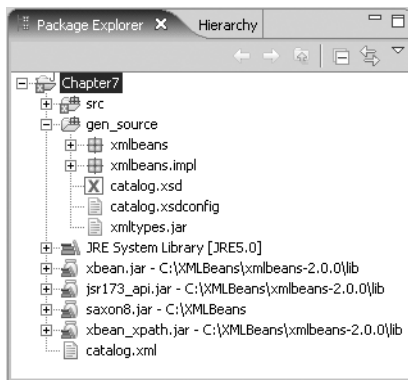 Package Explorer Hierarchy
Chapter7
src
gen_source
xmlbeans
xmlbeans.impl
catalog.xsd
catalog.xsdconfig
xmltypes.jar
JRE System Library [JRE5.0]
xbean.jar - C:\XMLBeans\xmlbeans-2.0.0\lib
jsr173_api.jar - C:\XMLBeans\xmlbeans-2.0.0\lib
saxon8.jar - C:\XMLBeans
xbean_xpath.jar - C:\XMLBeans\xmlbeans-2.0.0\lib
catalog.xml